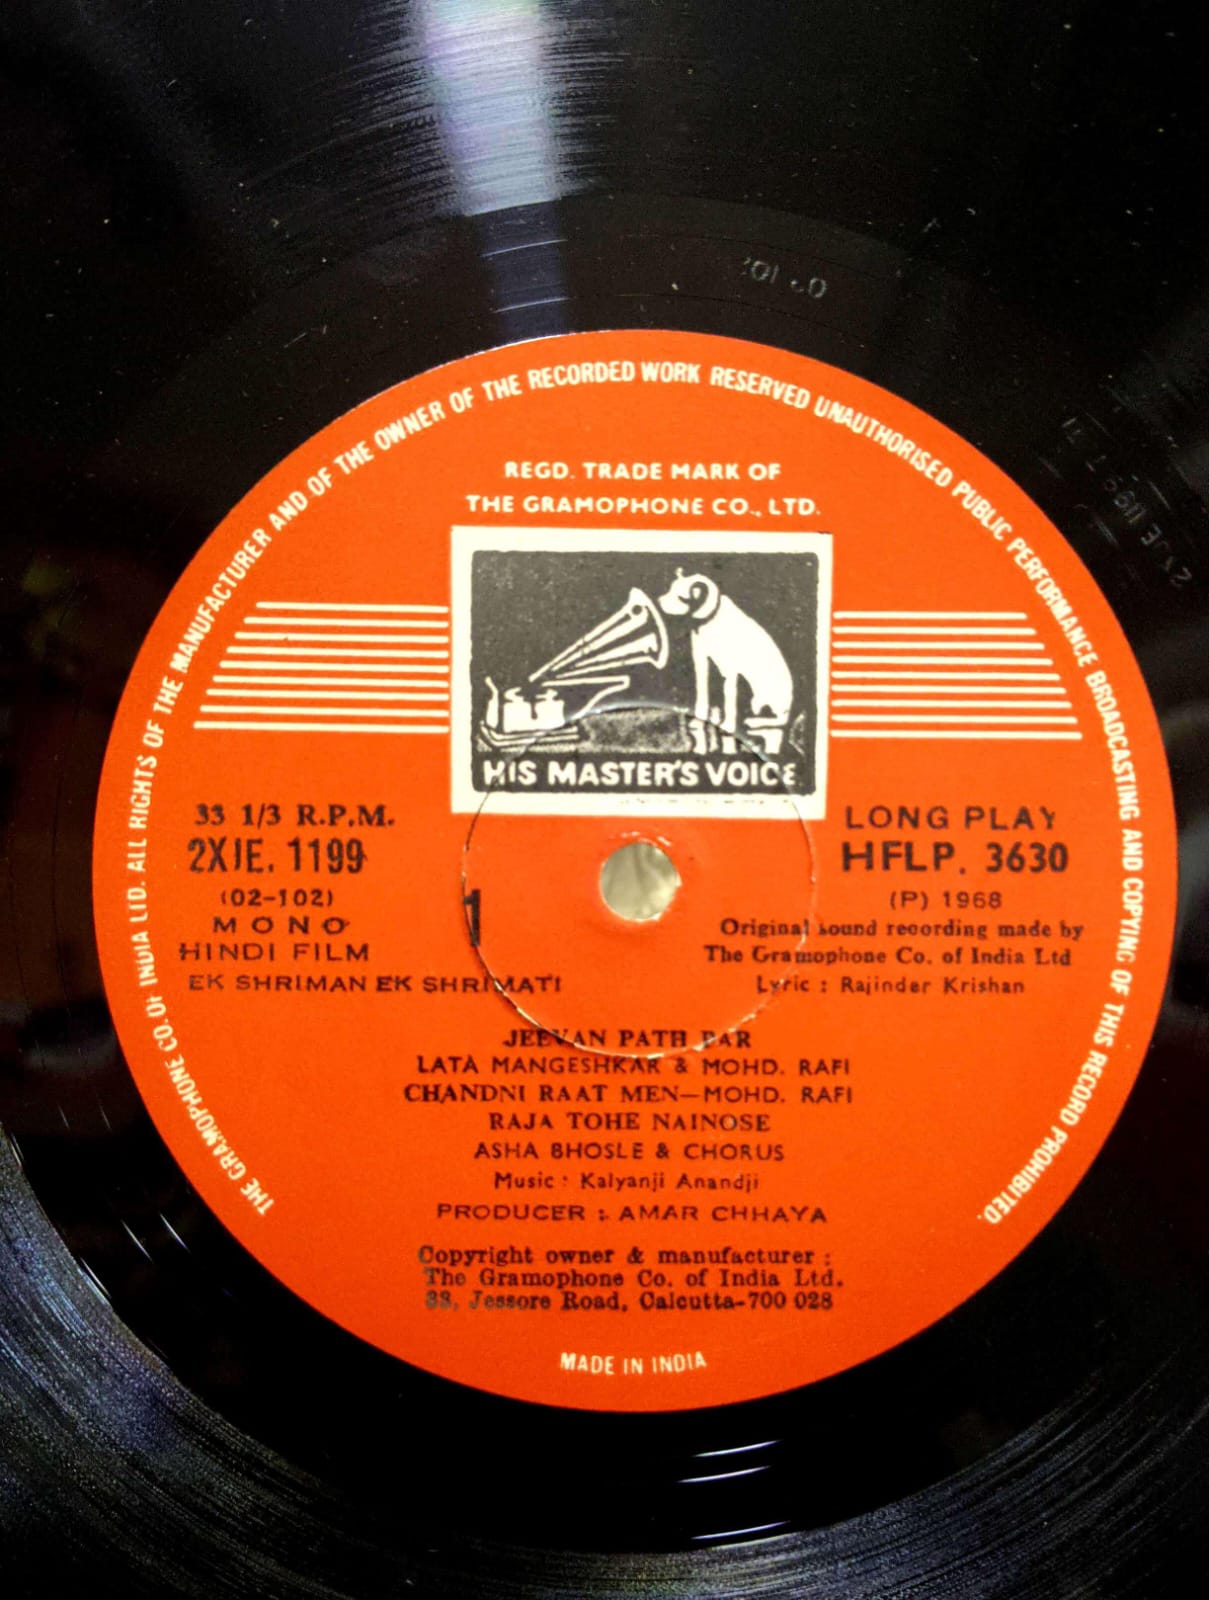 THE GRAMOPHONE CO. OF INDIA LTD. ALL RIGHTS OF THE MANUFACTURER AND OF THE OWNER OF THE RECORDED WORK RESERVED UNAUTHORISED PUBLIC PERFORMANCE BROADCASTING AND COPYING OF THIS RECORD PROHIBITED.
REGD. TRADE MARK OF
THE GRAMOPHONE CO., LTD.
HIS MASTER'S VOICE
33 1/3 R.P.M.
2XJE. 1199
(02-102)
MONO
HINDI FILM
EK SHRIMAN EK SHRIMATI
1
LONG PLAY
HFLP. 3630
(P) 1968
Original sound recording made by
The Gramophone Co. of India Ltd
Lyric : Rajinder Krishan
JEEVAN PATH PAR
LATA MANGESHKAR & MOHD. RAFI
CHANDNI RAAT MEN—MOHD. RAFI
RAJA TOHE NAINOSE
ASHA BHOSLE & CHORUS
Music : Kalyanji Anandji
PRODUCER : AMAR CHHAYA
Copyright owner & manufacturer :
The Gramophone Co. of India Ltd.
33, Jessore Road, Calcutta-700 028
MADE IN INDIA